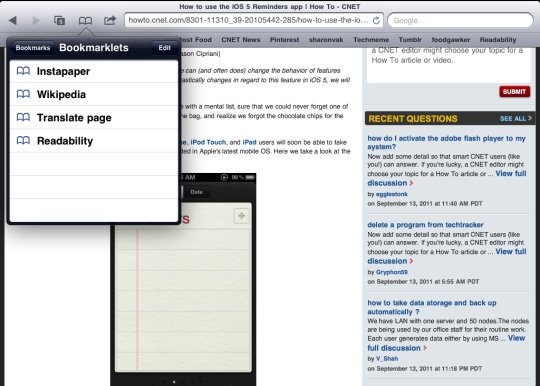 How to use the iOS 5 Reminders app | How To - CNET
howto.cnet.com/8301-11310_39-20105442-285/how-to-use-the-io...
Google
Post Food CNET News Pinterest sharonvak Techmeme Tumblr foodgawker Readability
Bookmarks Bookmarklets Edit
Instapaper
Wikipedia
Translate page
Readability
ason Cipriani)
e can (and often does) change the behavior of features
astically changes in regard to this feature in iOS 5, we will
e with a mental list, sure that we could never forget one of
he bag, and realize we forgot the chocolate chips for the
ne, iPod Touch, and iPad users will soon be able to take
ded in Apple's latest mobile OS. Here we take a look at the
AM 98%
Date
a CNET editor might choose your topic for a
How To article or video.
SUBMIT
RECENT QUESTIONS SEE ALL
how do I activate the adobe flash player to my
system?
Now add some detail so that smart CNET users (like
you!) can answer. If you're lucky, a CNET editor might
choose your topic for a How To article or ... View full
discussion
by egglestonk
on September 13, 2011 at 11:40 AM PDT
delete a program from techtracker
Now add some detail so that smart CNET users (like
you!) can answer. If you're lucky, a CNET editor might
choose your topic for a How To article or ... View full
discussion
by Gryphon59
on September 13, 2011 at 5:55 AM PDT
how to take data storage and back up
automatically ?
We have LAN with one server and 50 nodes.The nodes
are being used by our office staff for their routine work.
Each user generates data either by using MS ... View
full discussion
by V_Shah
on September 12, 2011 at 11:18 PM PDT